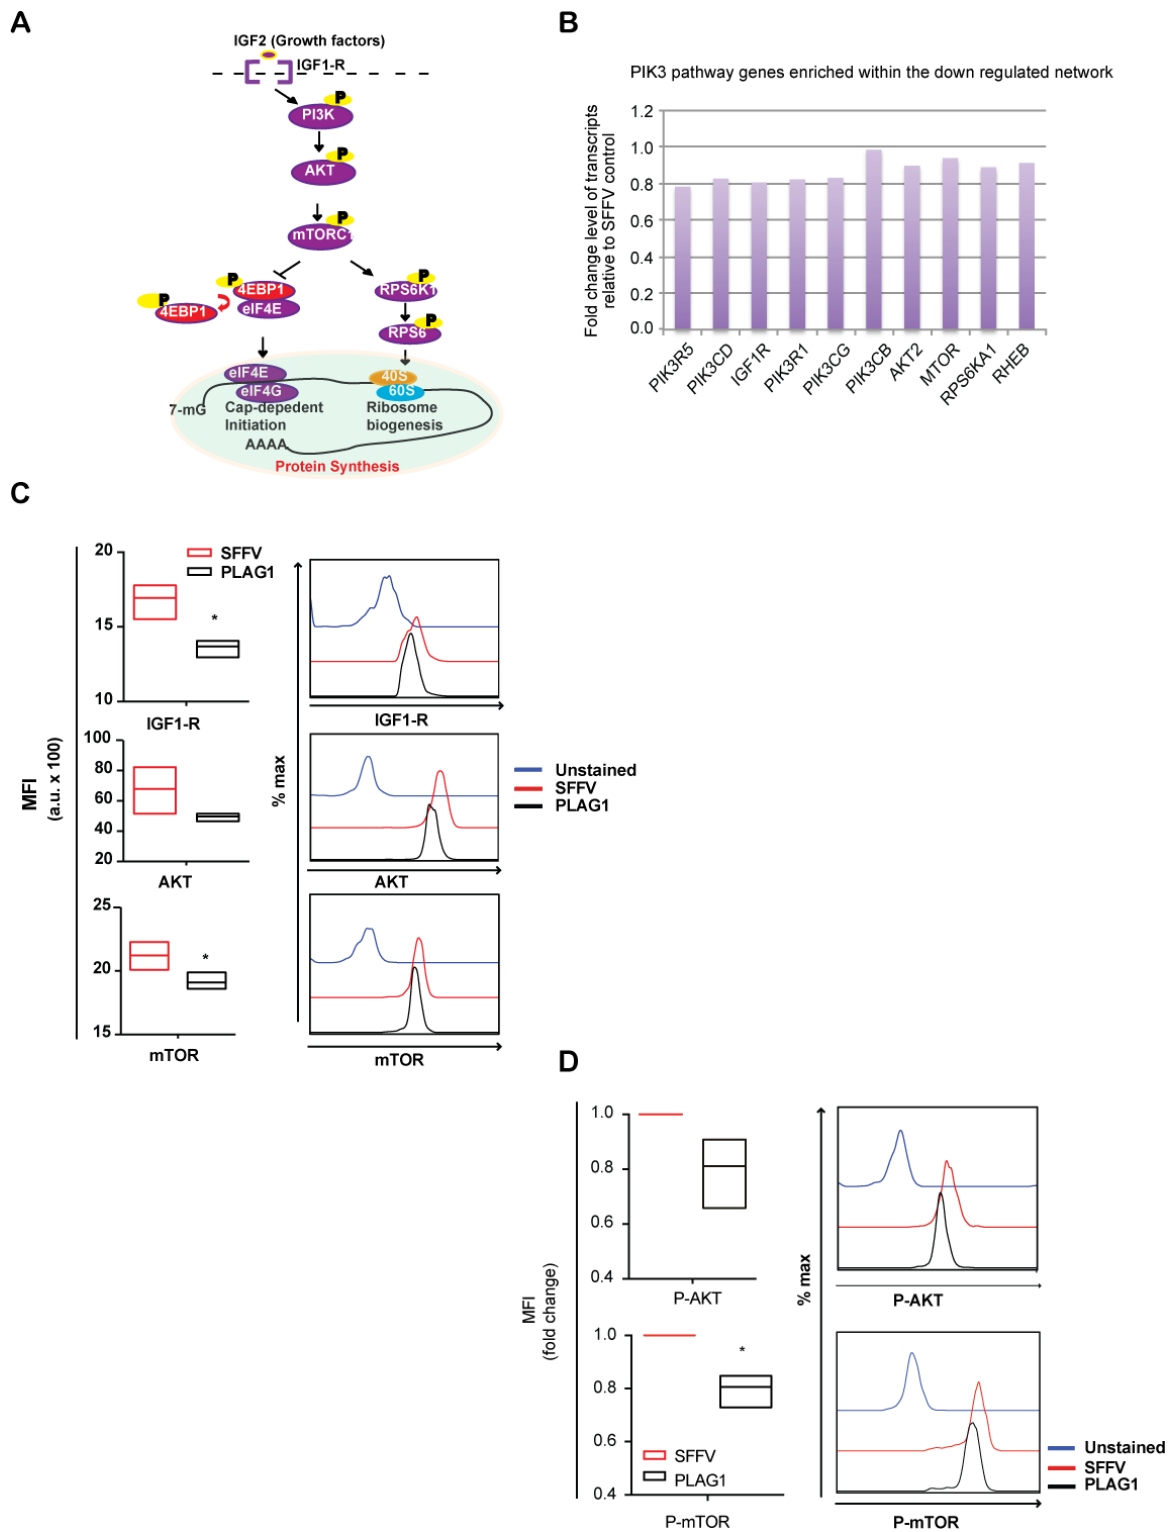 A
IGF2 (Growth factors)
IGF1-R
P
PI3K
P
AKT
P
mTORC1
P
4EBP1
eIF4E
P
4EBP1
P
RPS6K1
P
RPS6
eIF4E
eIF4G
40S
60S
7-mG
Cap-depedent
Initiation
Ribosome
biogenesis
AAAA
Protein Synthesis
B
PIK3 pathway genes enriched within the down regulated network
Fold change level of transcripts
relative to SFFV control
1.2
1.0
0.8
0.6
0.4
0.2
0.0
PIK3R5
PIK3CD
IGF1R
PIK3R1
PIK3CG
PIK3CB
AKT2
MTOR
RPS6KA1
RHEB
C
MFI
(a.u. x 100)
20
15
10
SFFV
PLAG1
*
IGF1-R
100
80
60
40
20
AKT
25
20
15
*
mTOR
% max
IGF1-R
AKT
mTOR
Unstained
SFFV
PLAG1
D
MFI
(fold change)
1.0
0.8
0.6
0.4
P-AKT
1.0
0.8
0.6
0.4
*
SFFV
PLAG1
P-mTOR
% max
P-AKT
P-mTOR
Unstained
SFFV
PLAG1